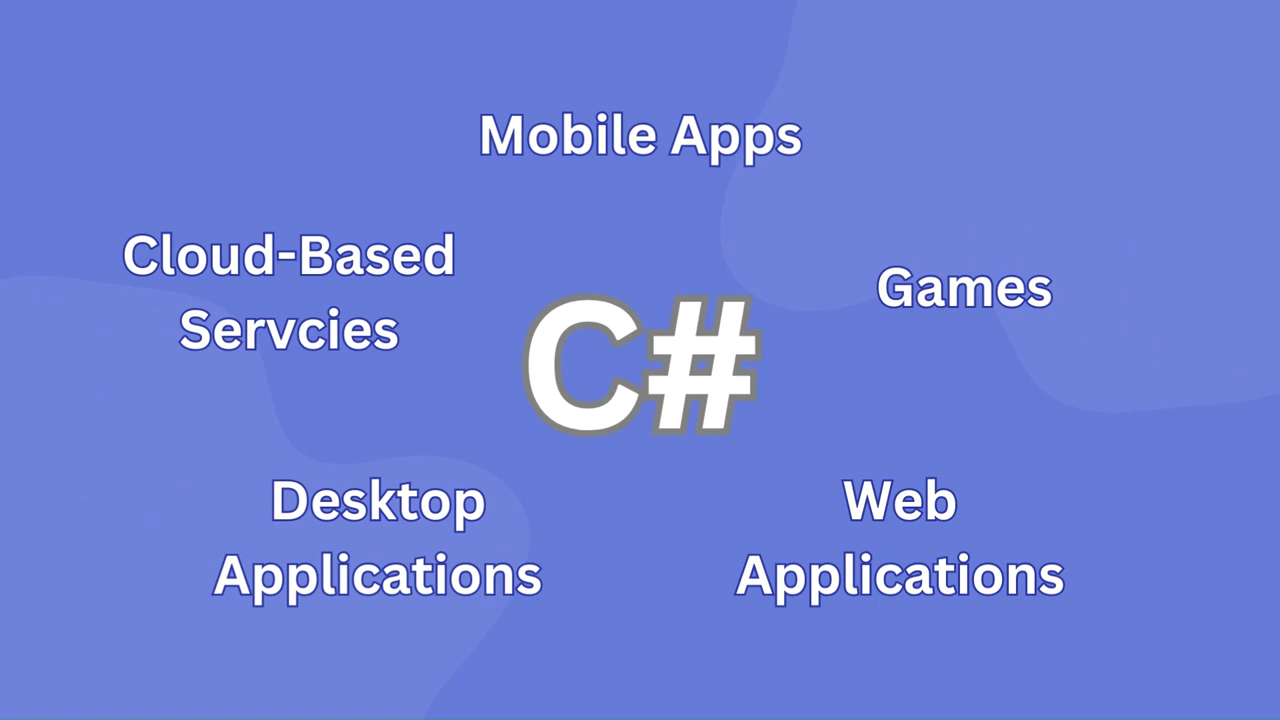 Mobile Apps
Cloud-Based
Servcies
Games
C#
Desktop
Applications
Web
Applications